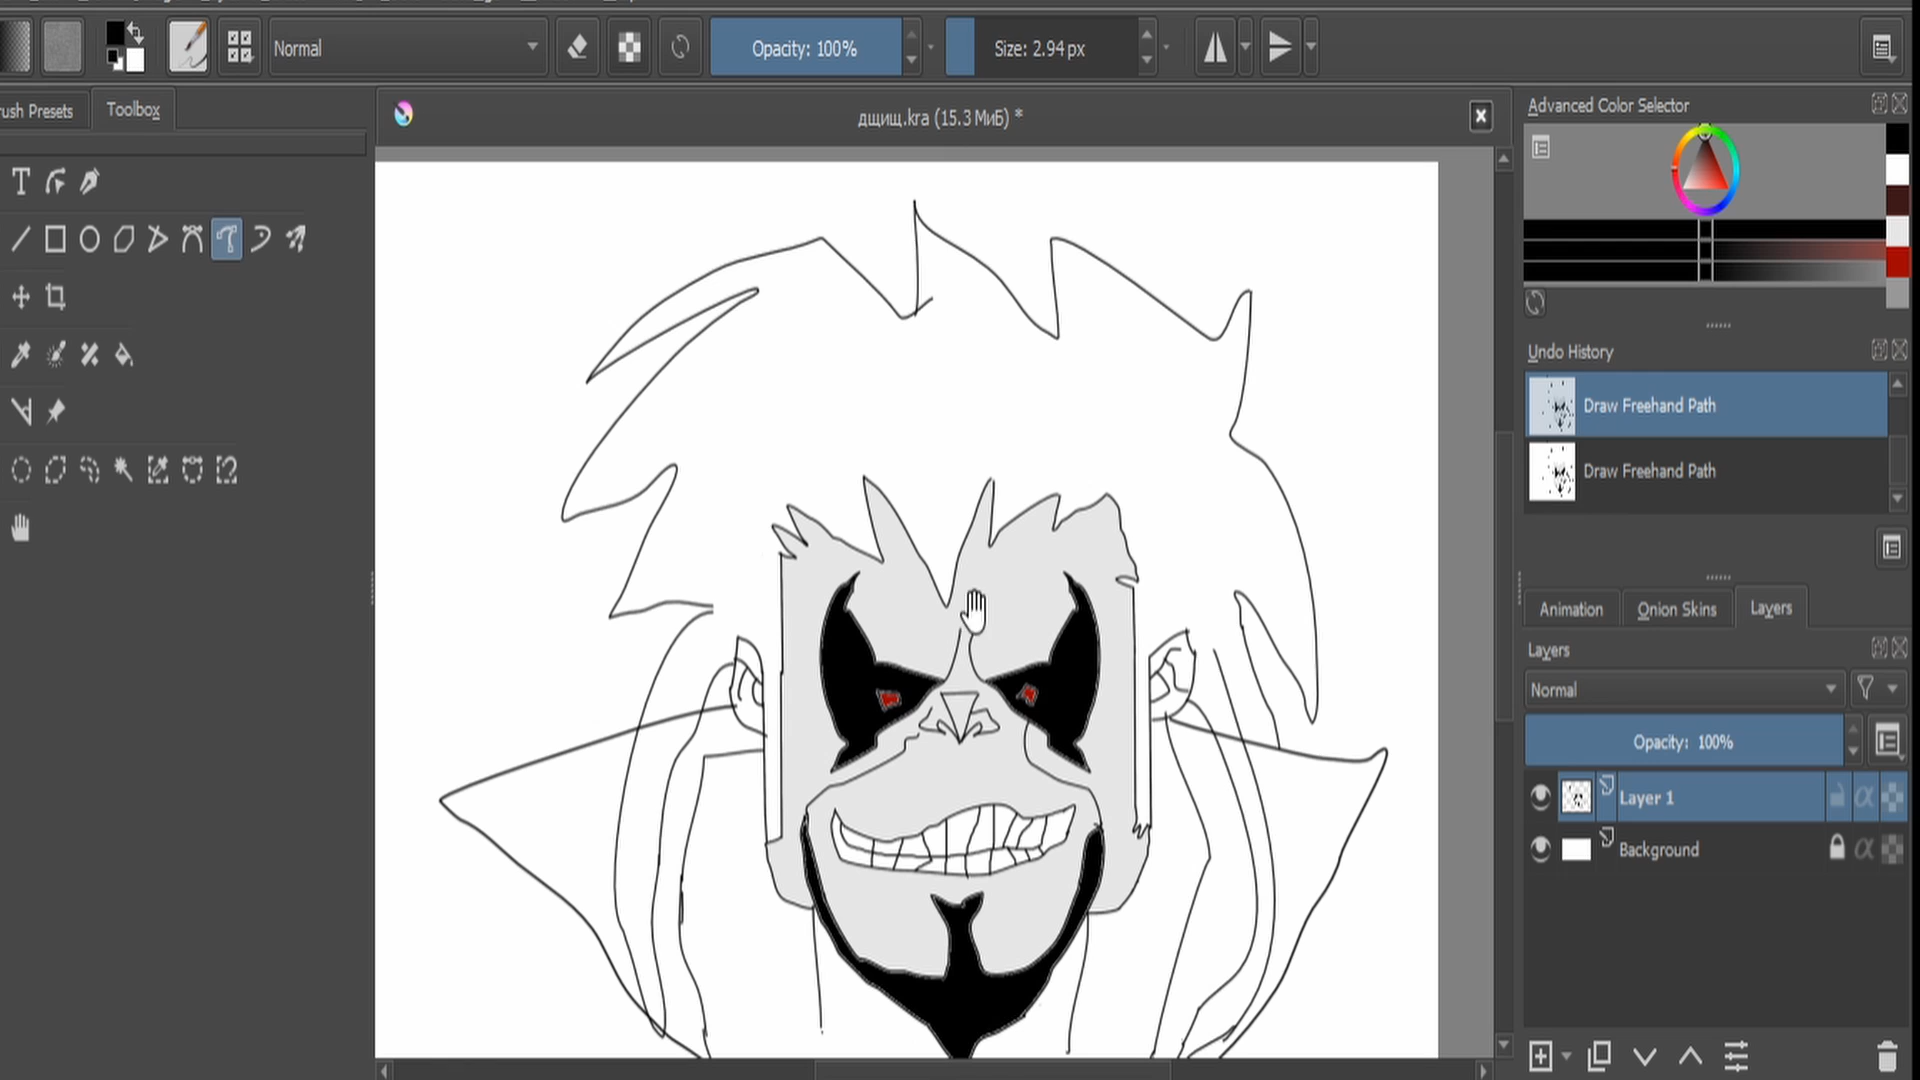 Normal
Opacity: 100%
Size: 2.94 px
rush Presets
Toolbox
дщищ.kra (15.3 МиБ) *
Advanced Color Selector
Undo History
Draw Freehand Path
Draw Freehand Path
Animation
Onion Skins
Layers
Layers
Normal
Opacity: 100%
Layer 1
Background